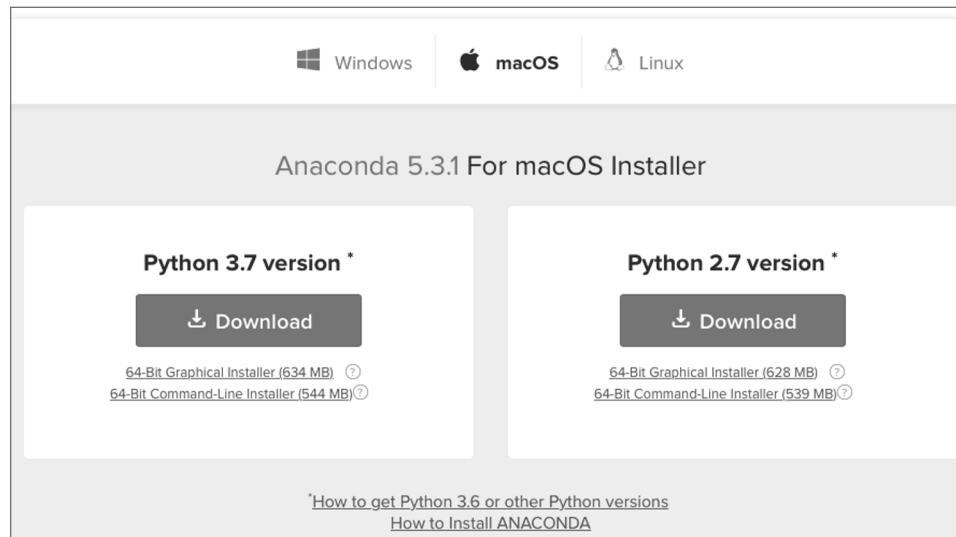 Windows macOS Linux
Anaconda 5.3.1 For macOS Installer
Python 3.7 version *
Download
64-Bit Graphical Installer (634 MB) ?
64-Bit Command-Line Installer (544 MB) ?
Python 2.7 version *
Download
64-Bit Graphical Installer (628 MB) ?
64-Bit Command-Line Installer (539 MB) ?
*How to get Python 3.6 or other Python versions
How to Install ANACONDA